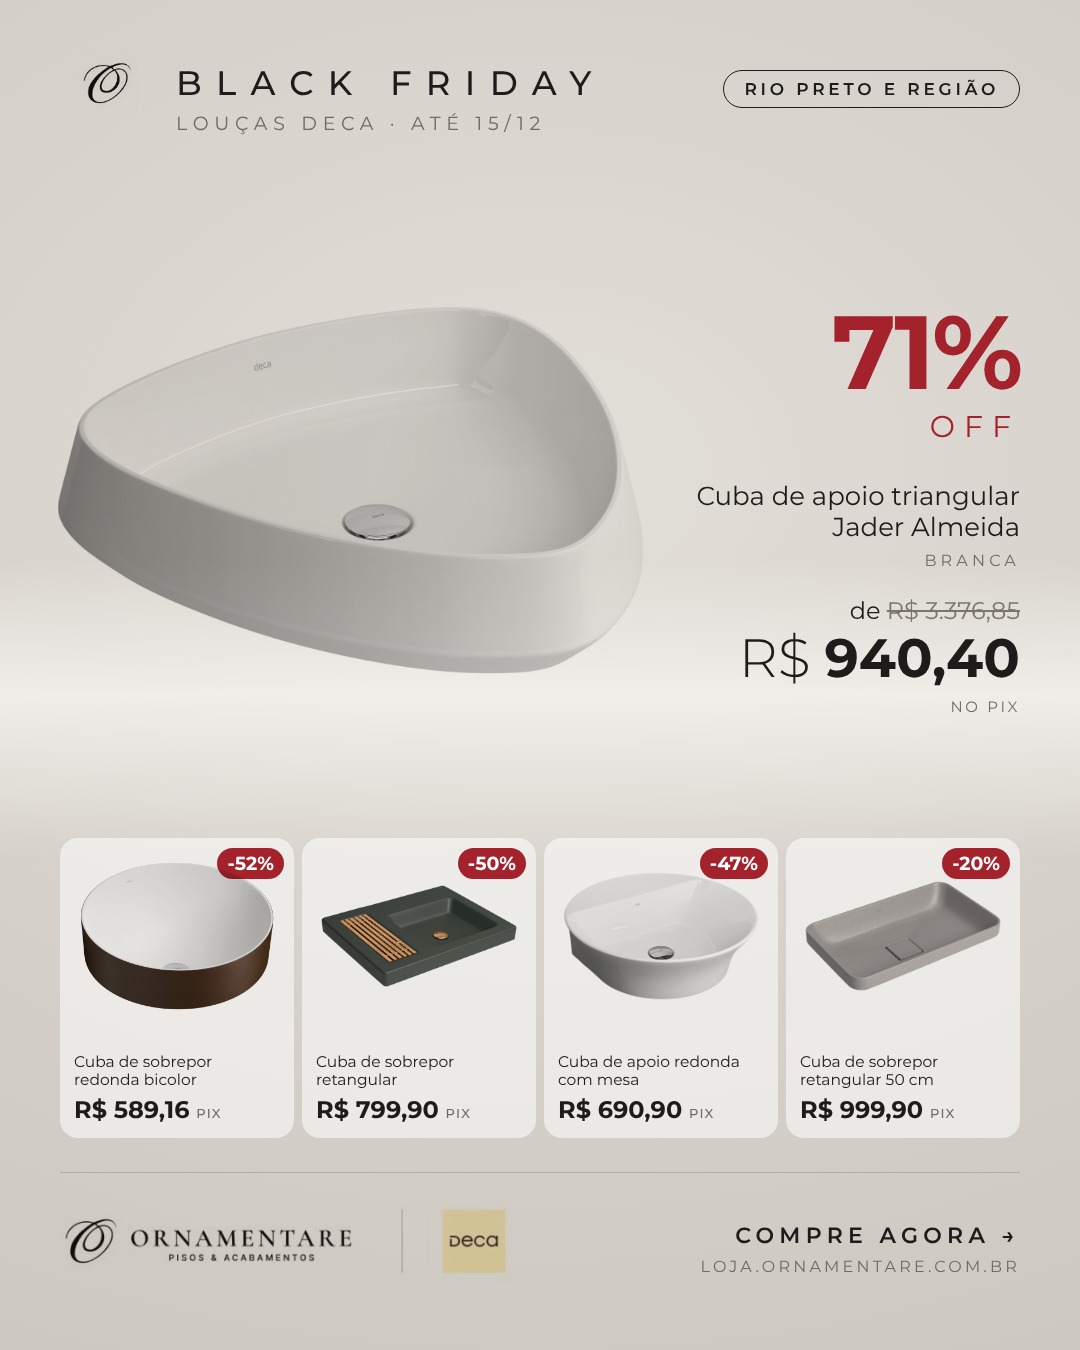 BLACK FRIDAY
LOUÇAS DECA · ATÉ 15/12
RIO PRETO E REGIÃO
deca
71%
OFF
Cuba de apoio triangular
Jader Almeida
BRANCA
de R$ 3.376,85
R$ 940,40
NO PIX
-52%
Cuba de sobrepor
redonda bicolor
R$ 589,16 PIX
-50%
Cuba de sobrepor
retangular
R$ 799,90 PIX
-47%
Cuba de apoio redonda
com mesa
R$ 690,90 PIX
-20%
Cuba de sobrepor
retangular 50 cm
R$ 999,90 PIX
ORNAMENTARE
PISOS & ACABAMENTOS
Deca
COMPRE AGORA →
LOJA.ORNAMENTARE.COM.BR